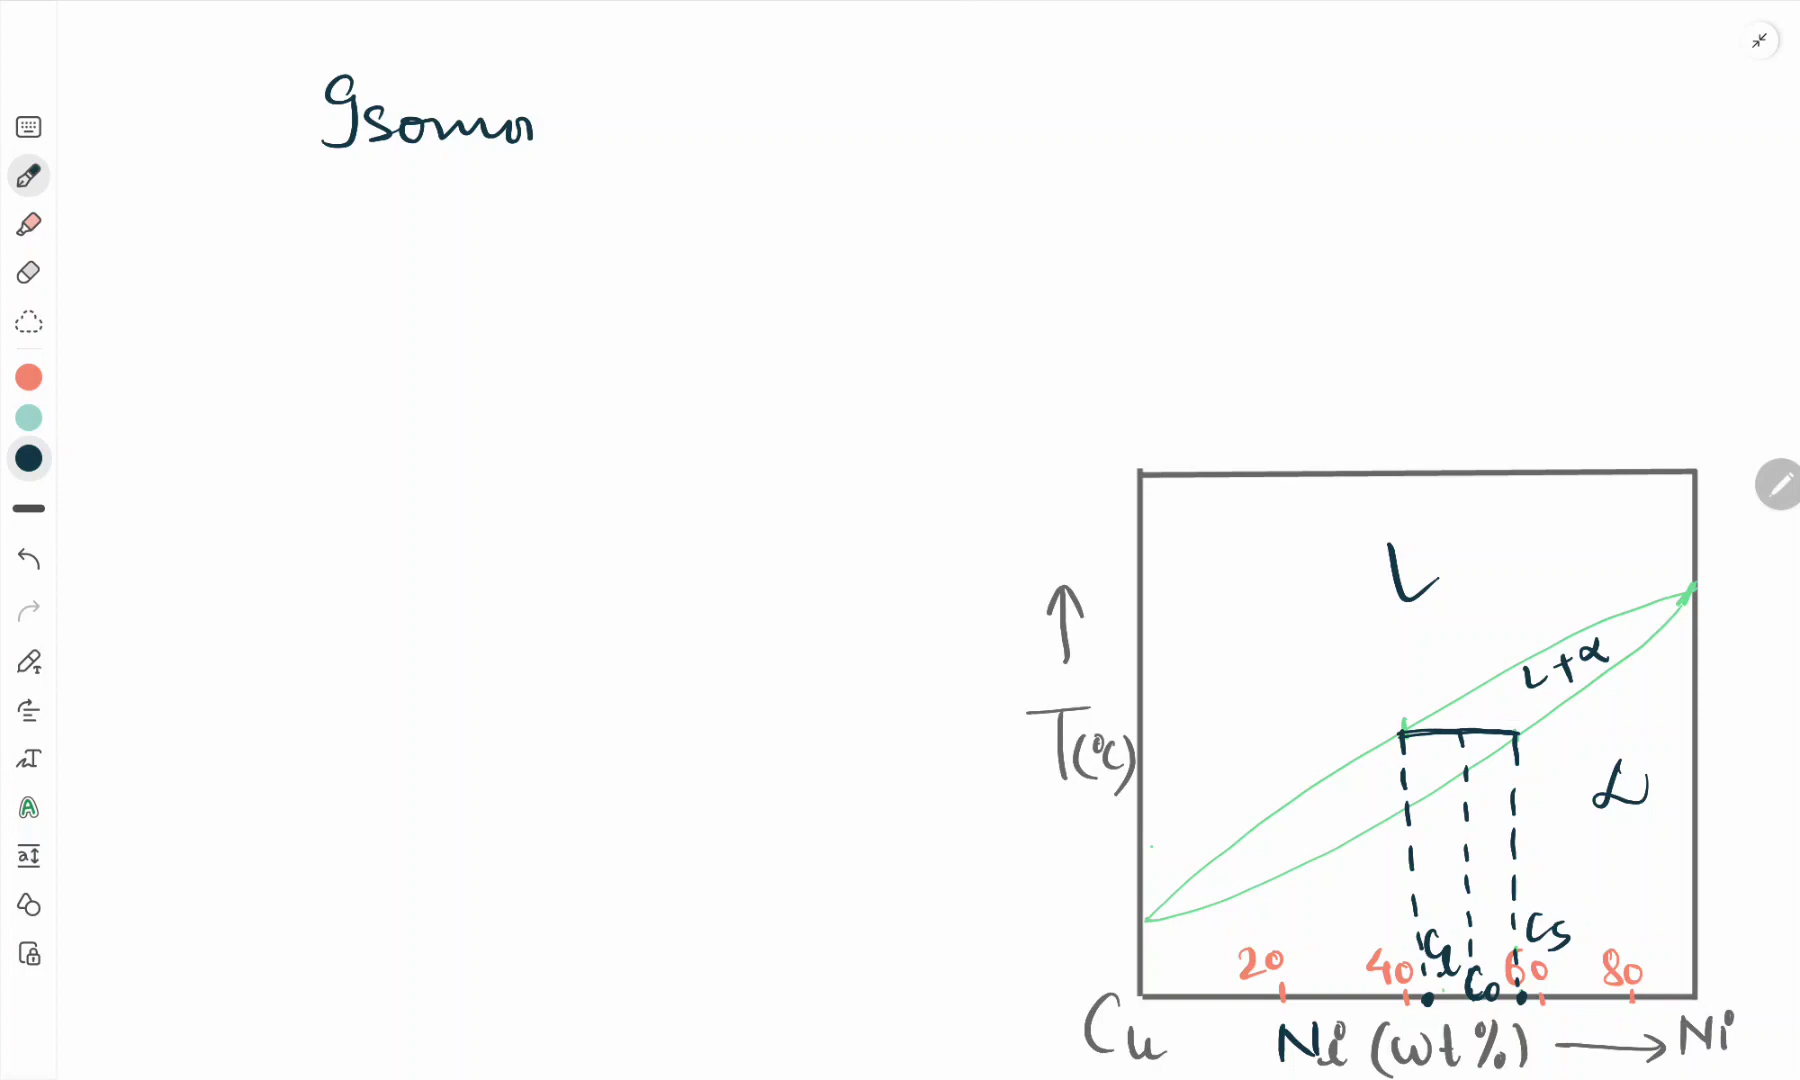 Isomo
L
L+α
T(°C)
α
Cs
Cl
Co
20 40 60 80
Cu Ni (wt%) → Ni